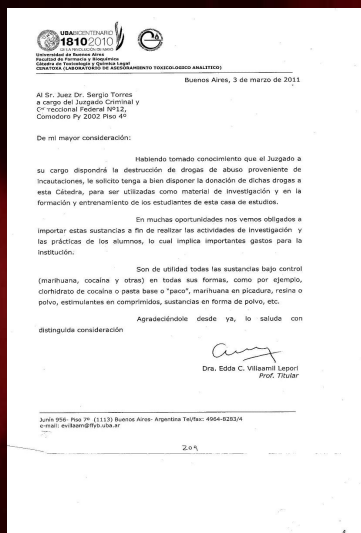 UBABICENTENARIO
1810 2010
DE LA REVOLUCIÓN DE MAYO
Universidad de Buenos Aires
Facultad de Farmacia y Bioquímica
Cátedra de Toxicología y Química Legal
CENATOXA (LABORATORIO DE ASESORAMIENTO TOXICOLOGICO ANALITICO)
Buenos Aires, 3 de marzo de 2011
Al Sr. Juez Dr. Sergio Torres
a cargo del Juzgado Criminal y
Correccional Federal Nº12,
Comodoro Py 2002 Piso 4º
De mi mayor consideración:
Habiendo tomado conocimiento que el Juzgado a
su cargo dispondrá la destrucción de drogas de abuso proveniente de
incautaciones, le solicito tenga a bien disponer la donación de dichas drogas a
esta Cátedra, para ser utilizadas como material de investigación y en la
formación y entrenamiento de los estudiantes de esta casa de estudios.
En muchas oportunidades nos vemos obligados a
importar estas sustancias a fin de realizar las actividades de investigación y
las prácticas de los alumnos, lo cual implica importantes gastos para la
institución.
Son de utilidad todas las sustancias bajo control
(marihuana, cocaína y otras) en todas sus formas, como por ejemplo,
clorhidrato de cocaína o pasta base o "paco", marihuana en picadura, resina o
polvo, estimulantes en comprimidos, sustancias en forma de polvo, etc.
Agradeciéndole desde ya, lo saluda con
distinguida consideración
Dra. Edda C. Villaamil Lepori
Prof. Titular
Junín 956- Piso 7º (1113) Buenos Aires- Argentina Tel/fax: 4964-8283/4
e-mail: evillaam@ffyb.uba.ar
209